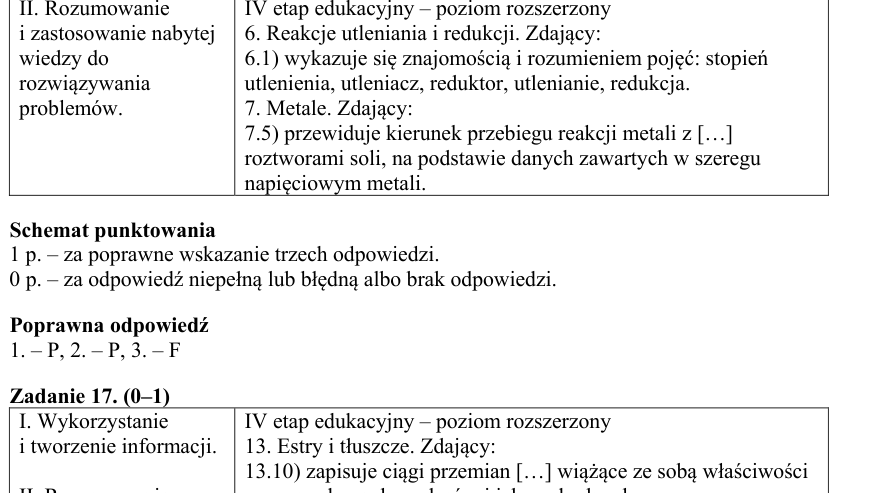 II. Rozumowanie
i zastosowanie nabytej
wiedzy do
rozwiązywania
problemów.
IV etap edukacyjny – poziom rozszerzony
6. Reakcje utleniania i redukcji. Zdający:
6.1) wykazuje się znajomością i rozumieniem pojęć: stopień
utlenienia, utleniacz, reduktor, utlenianie, redukcja.
7. Metale. Zdający:
7.5) przewiduje kierunek przebiegu reakcji metali z […]
roztworami soli, na podstawie danych zawartych w szeregu
napięciowym metali.
Schemat punktowania
1 p. – za poprawne wskazanie trzech odpowiedzi.
0 p. – za odpowiedź niepełną lub błędną albo brak odpowiedzi.
Poprawna odpowiedź
1. – P, 2. – P, 3. – F
Zadanie 17. (0–1)
I. Wykorzystanie
i tworzenie informacji.
IV etap edukacyjny – poziom rozszerzony
13. Estry i tłuszcze. Zdający:
13.10) zapisuje ciągi przemian […] wiążące ze sobą właściwości